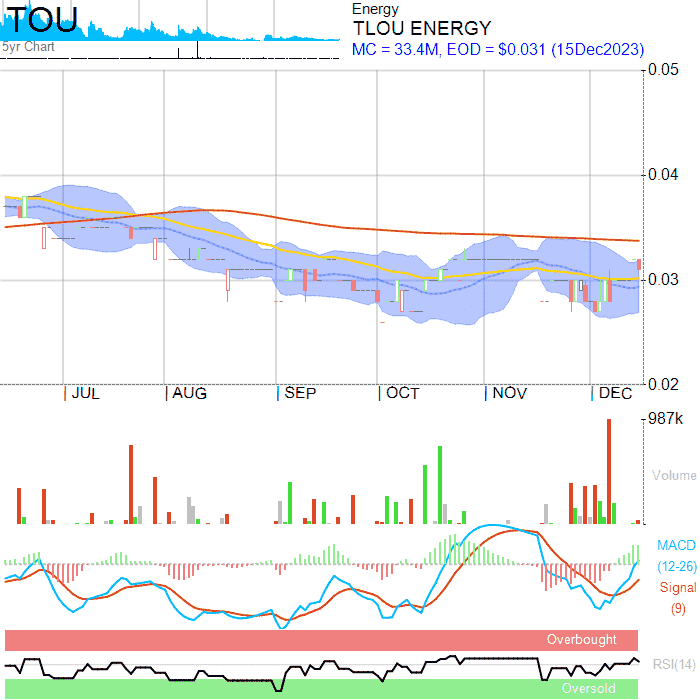 TOU
5yr Chart
Energy
TLOU ENERGY
MC = 33.4M, EOD = $0.031 (15Dec2023)
0.05
0.04
0.03
0.02
JUL
AUG
SEP
OCT
NOV
DEC
987k
Volume
MACD
(12-26)
Signal
(9)
Overbought
RSI(14)
Oversold